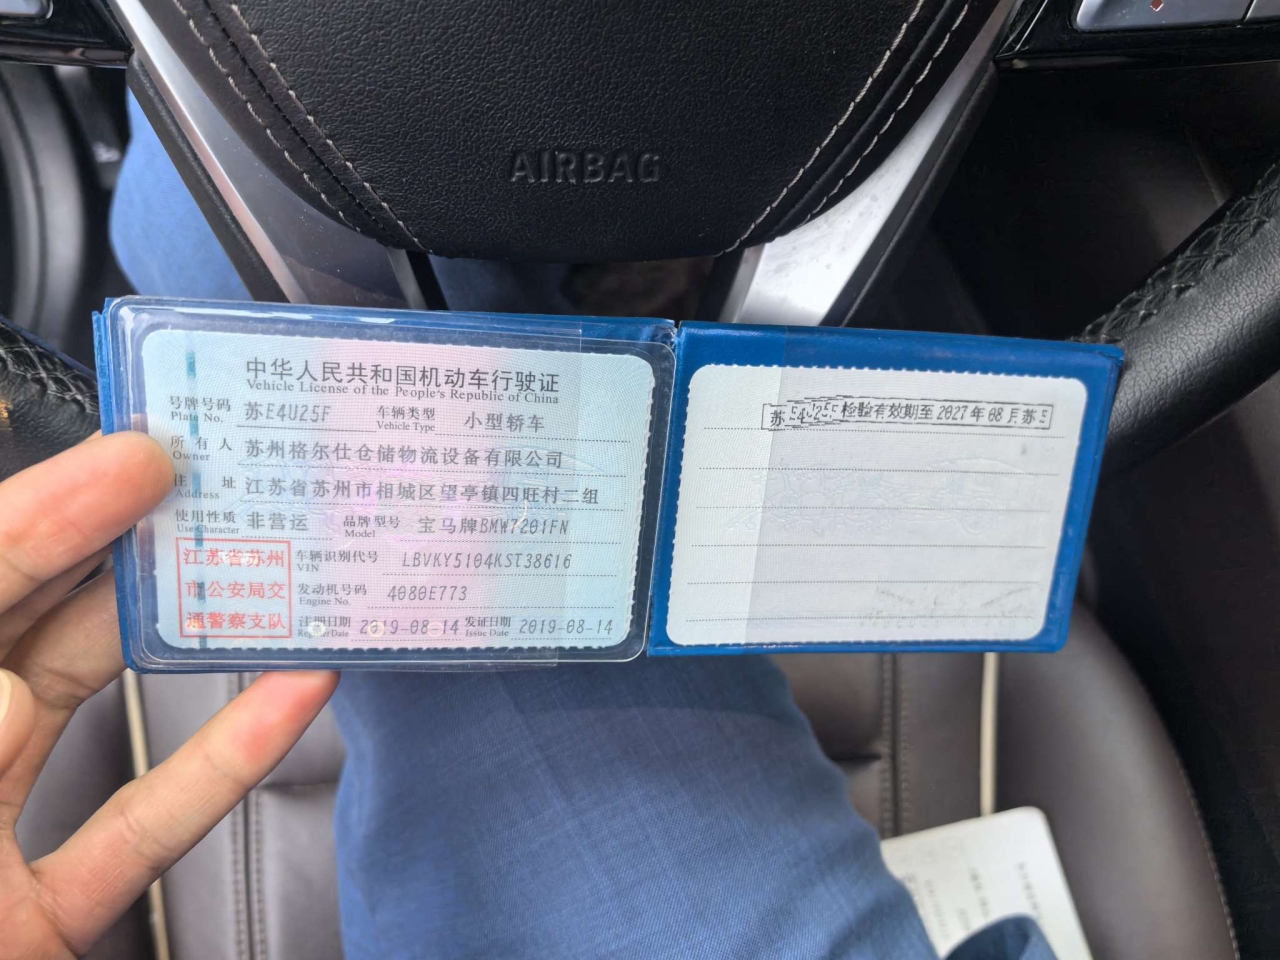 AIRBAG
中华人民共和国机动车行驶证
Vehicle License of the People's Republic of China
号牌号码 苏E4U25F 车辆类型 小型轿车
Plate No. Vehicle Type
所有人 苏州格尔仕仓储物流设备有限公司
Owner
住址 江苏省苏州市相城区望亭镇四旺村二组
Address
使用性质 非营运 品牌型号 宝马牌BMW7201FN
Use Character Model
江苏省苏州
市公安局交
通警察支队
车辆识别代号 LBVKY5104KST38616
VIN
发动机号码 4080E773
Engine No.
注册日期 2019-08-14 发证日期 2019-08-14
Register Date Issue Date
检验有效期至 2027年08月 苏E